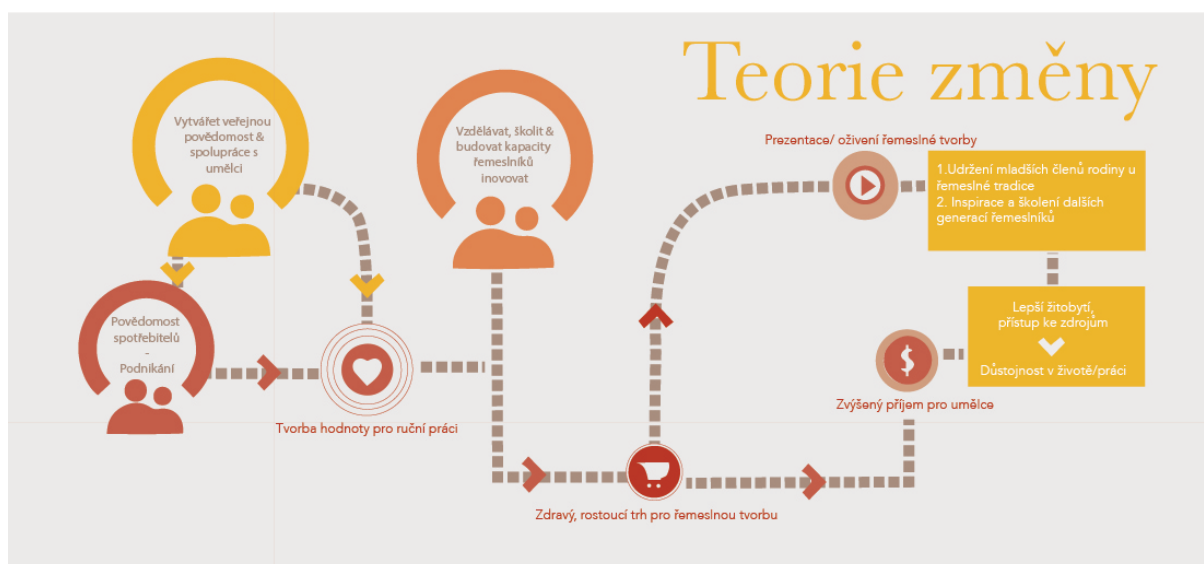 Teorie změny
Vytvářet veřejnou
povědomost &
spolupráce s
umělci
Vzdělávat, školit &
budovat kapacity
řemeslníků
inovovat
Prezentace/ oživení řemeslné tvorby
1.Udržení mladších členů rodiny u
řemeslné tradice
2. Inspirace a školení dalších
generací řemeslníků
Povědomost
spotřebitelů
-
Podnikání
Tvorba hodnoty pro ruční práci
Lepší žitobytí,
přístup ke zdrojům
Důstojnost v životě/práci
Zvýšený příjem pro umělce
Zdravý, rostoucí trh pro řemeslnou tvorbu